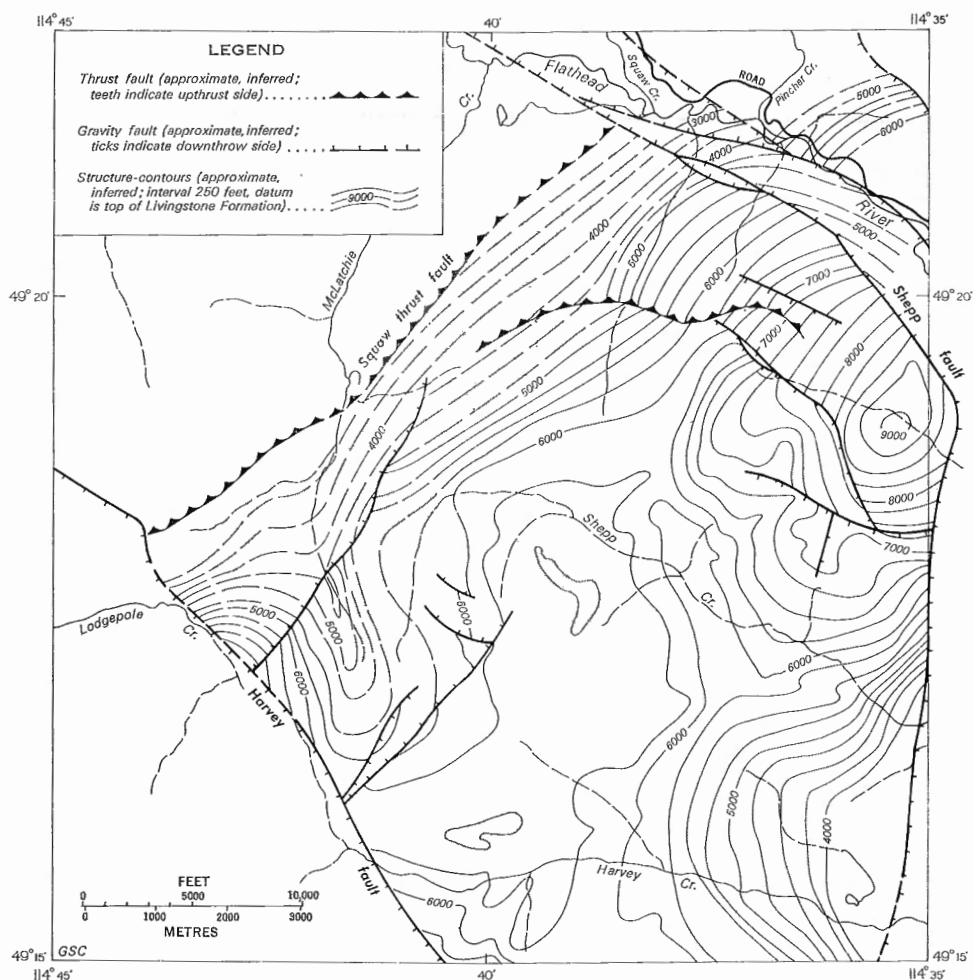 114° 45'
40'
114° 35'
LEGEND
Thrust fault (approximate, inferred;
teeth indicate upthrust side)......
Gravity fault (approximate, inferred;
ticks indicate downthrow side)..
Structure-contours (approximate,
inferred; interval 250 feet, datum
is top of Livingstone Formation).....
9000
Flathead
Squaw Cr.
ROAD
Pincher Cr.
Cr.
5000
6000
3000
4000
River
5000
4000
6000
6000
7000
Shepp
fault
McLatchie
49° 20'
49° 20'
Squaw thrust fault
7000
8000
5000
9000
4000
6000
8000
7000
Shepp
Cr.
Lodgepole
Cr.
5000
5000
6000
6000
6000
Harvey
fault
6000
5000
4000
Harvey
Cr.
6000
FEET
0 5000 10,000
0 1000 2000 3000
METRES
GSC
49° 15'
49° 15'
114° 45'
40'
114° 35'